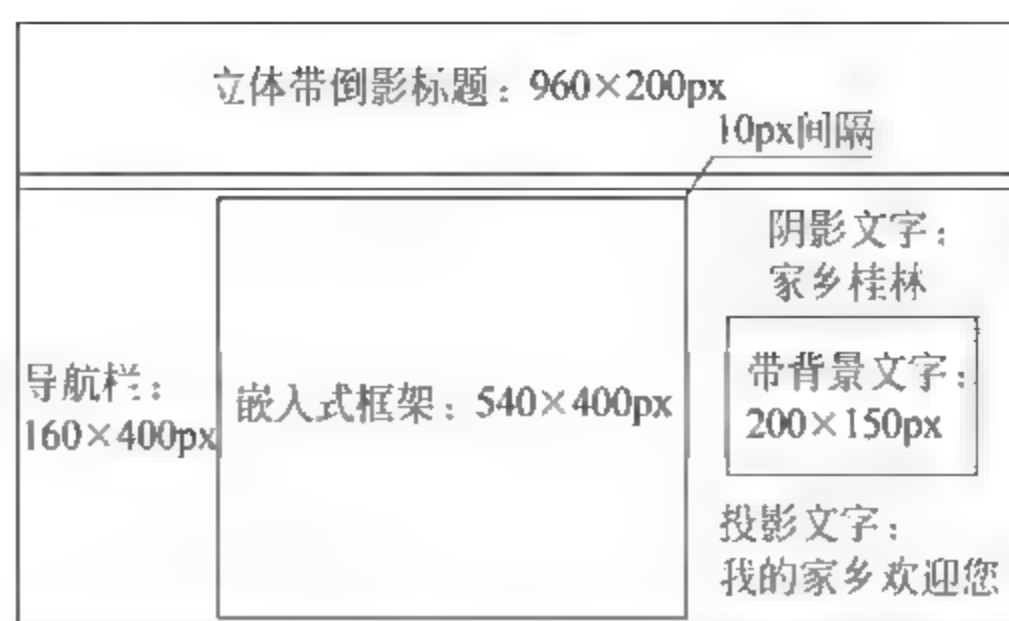 立体带倒影标题：960×200px
10px间隔
阴影文字：
家乡桂林
导航栏：
160×400px
嵌入式框架：540×400px
带背景文字：
200×150px
投影文字：
我的家乡欢迎您